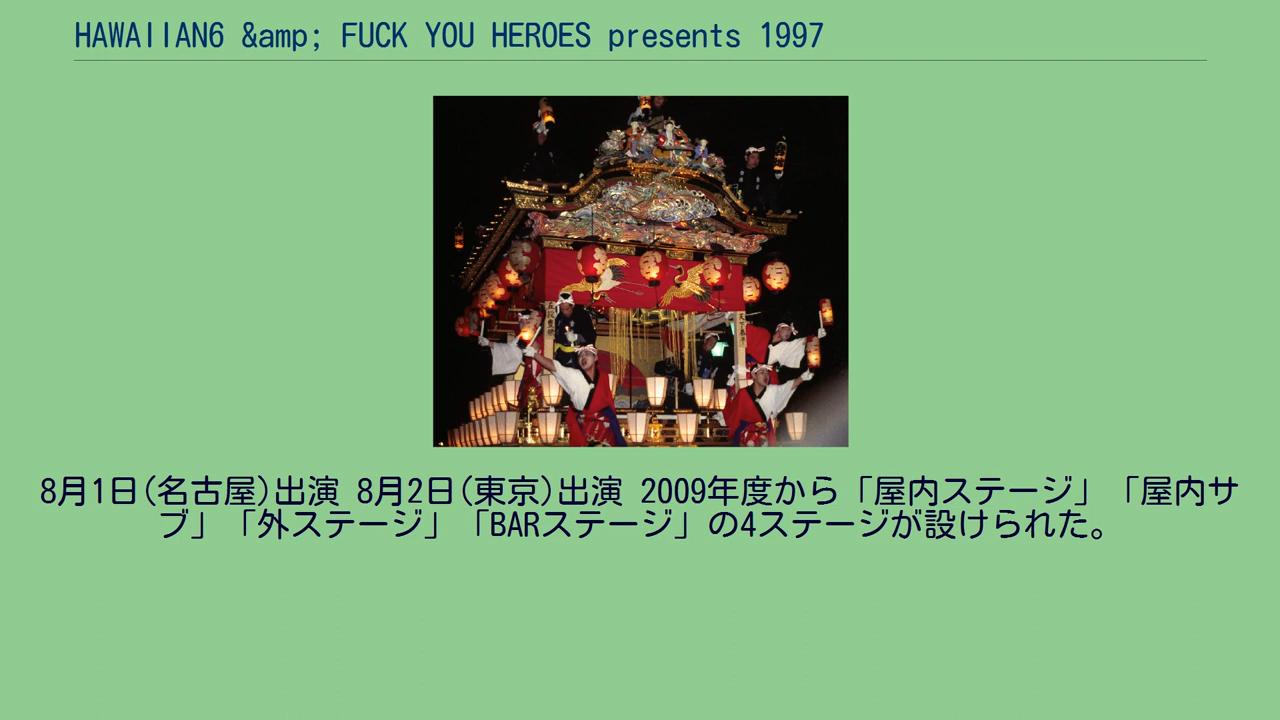 HAWAIIAN6 &amp; FUCK YOU HEROES presents 1997
8月1日(名古屋)出演 8月2日(東京)出演 2009年度から「屋内ステージ」「屋内サ
ブ」「外ステージ」「BARステージ」の4ステージが設けられた。